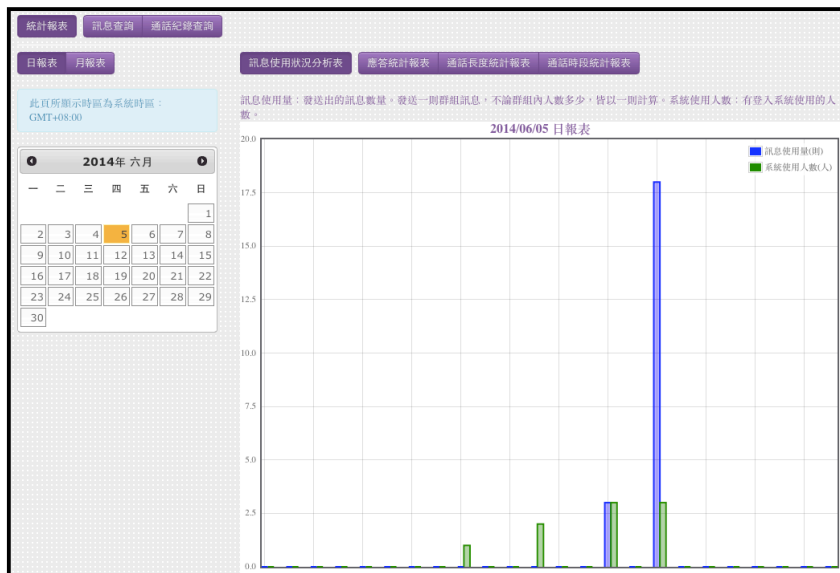 統計報表 訊息查詢 通話紀錄查詢
日報表 月報表
訊息使用狀況分析表 應答統計報表 通話長度統計報表 通話時段統計報表
此頁所顯示時區為系統時區：
GMT+08:00
2014年 六月
一 二 三 四 五 六 日
1
2 3 4 5 6 7 8
9 10 11 12 13 14 15
16 17 18 19 20 21 22
23 24 25 26 27 28 29
30
訊息使用量：發送出的訊息數量。發送一則群組訊息，不論群組內人數多少，皆以一則計算。系統使用人數：有登入系統使用的人
數。
2014/06/05 日報表
訊息使用量(則)
系統使用人數(人)
20.0
17.5
15.0
12.5
10.0
7.5
5.0
2.5
0.0